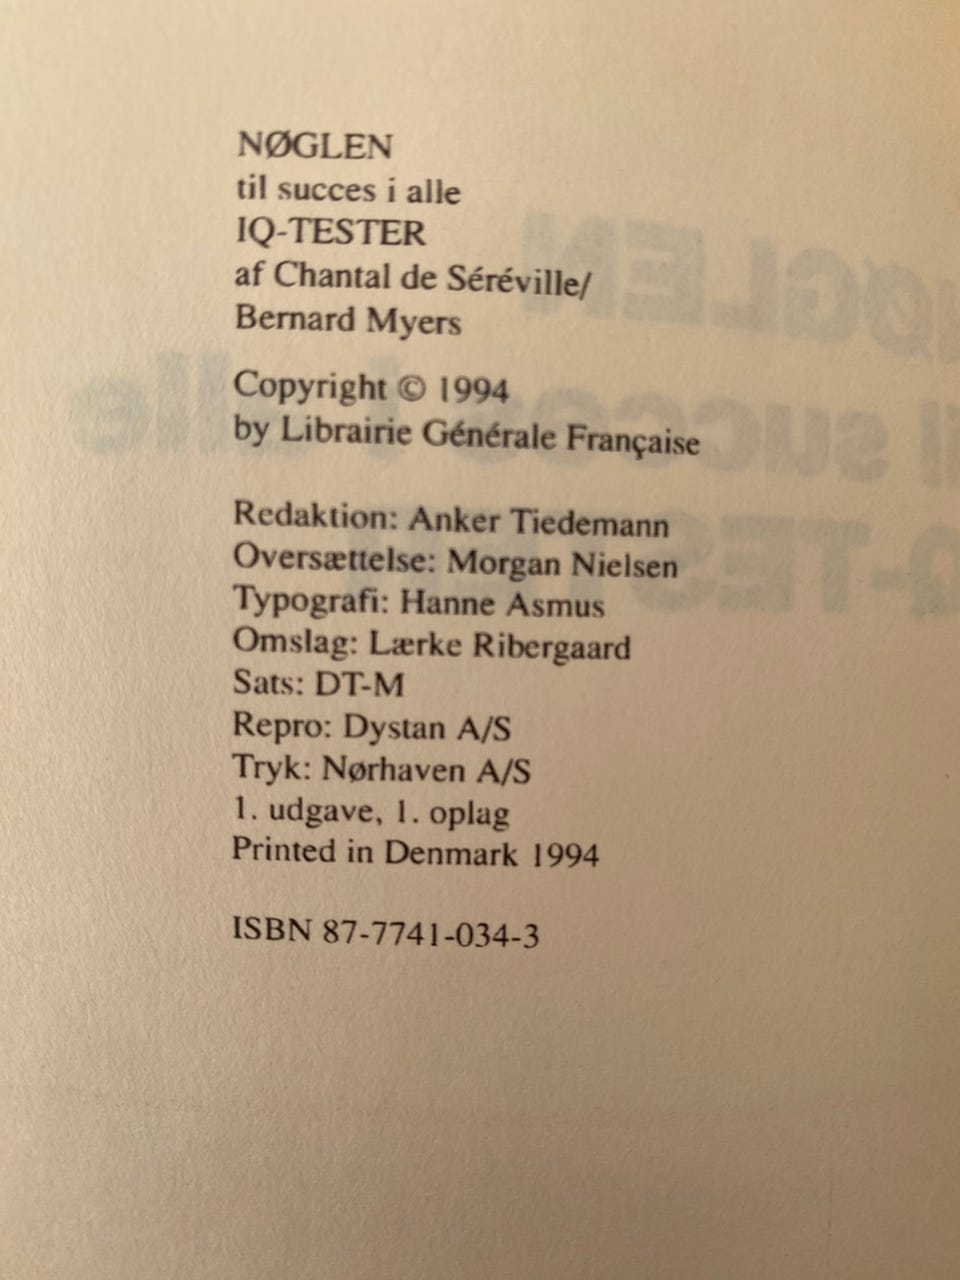 NØGLEN
til succes i alle
IQ-TESTER
af Chantal de Séréville/
Bernard Myers
Copyright © 1994
by Librairie Générale Française
Redaktion: Anker Tiedemann
Oversættelse: Morgan Nielsen
Typografi: Hanne Asmus
Omslag: Lærke Ribergaard
Sats: DT-M
Repro: Dystan A/S
Tryk: Nørhaven A/S
1. udgave, 1. oplag
Printed in Denmark 1994
ISBN 87-7741-034-3